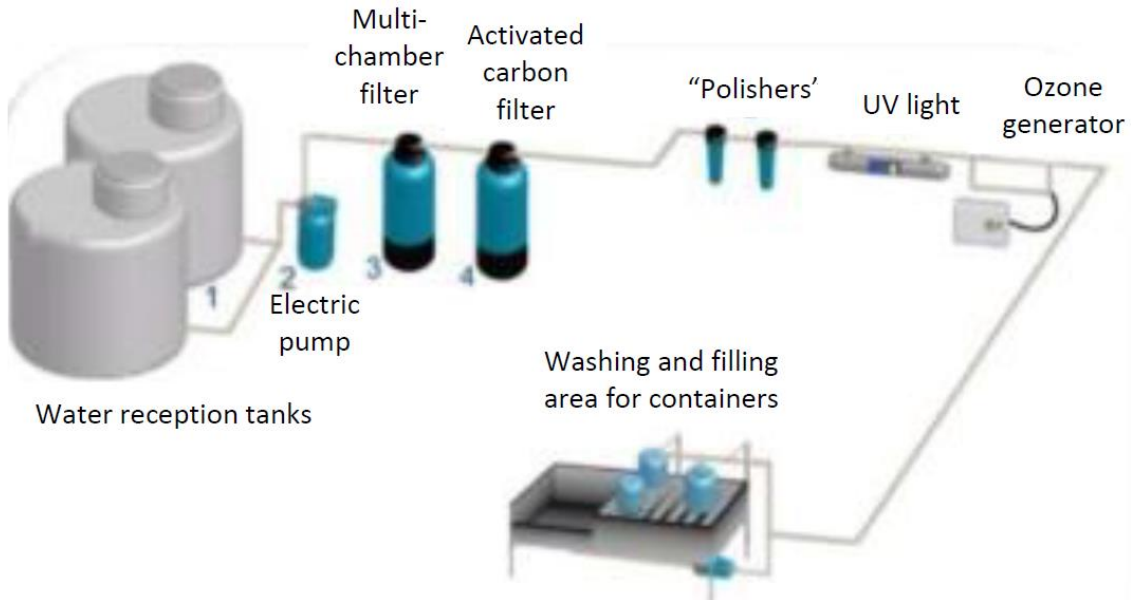 Multi-
chamber
filter
Activated
carbon
filter
“Polishers’
UV light
Ozone
generator
1
2
3
4
Electric
pump
Water reception tanks
Washing and filling
area for containers